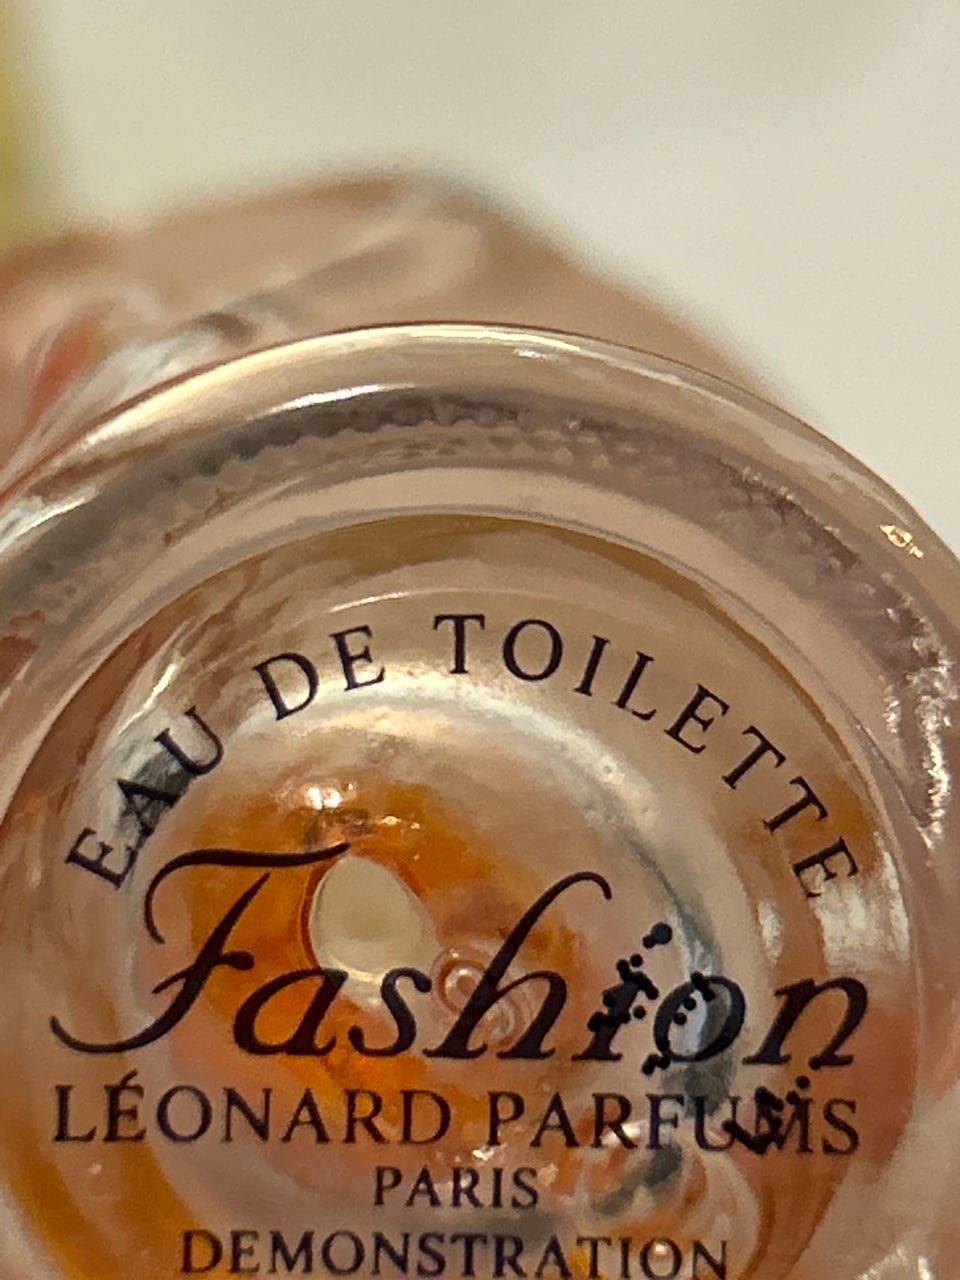 EAU DE TOILETTE
Fashion
LÉONARD PARFUMS
PARIS
DEMONSTRATION